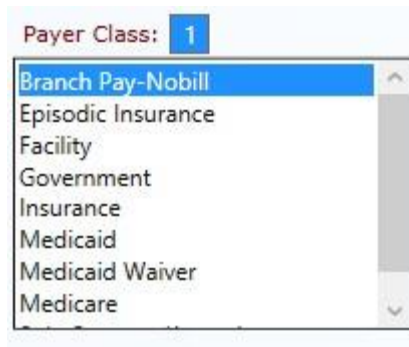 Payer Class: 1
Branch Pay-Nobill
Episodic Insurance
Facility
Government
Insurance
Medicaid
Medicaid Waiver
Medicare